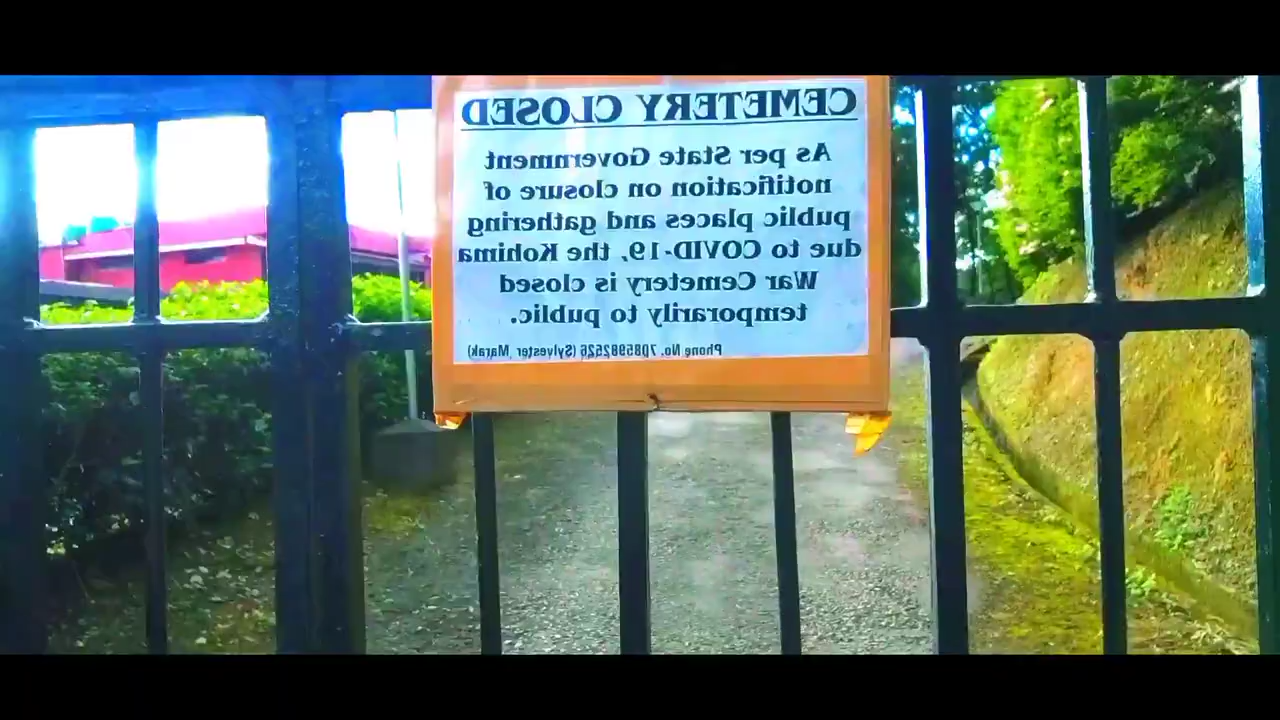 CEMETERY CLOSED
As per State Government
notification on closure of
public places and gathering
due to COVID-19, the Kohima
War Cemetery is closed
temporarily to public.
Phone No. 7085982526 (Sylvester Marak)